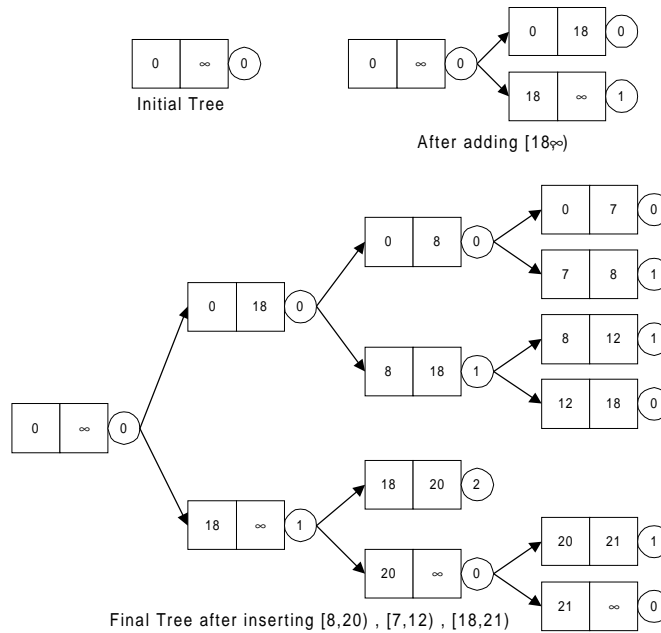 0 ∞ 0
Initial Tree
0 ∞ 0
0 18 0
18 ∞ 1
After adding [18,∞)
0 ∞ 0
0 18 0
18 ∞ 1
0 8 0
8 18 1
18 20 2
20 ∞ 0
0 7 0
7 8 1
8 12 1
12 18 0
20 21 1
21 ∞ 0
Final Tree after inserting [8,20) , [7,12) , [18,21)